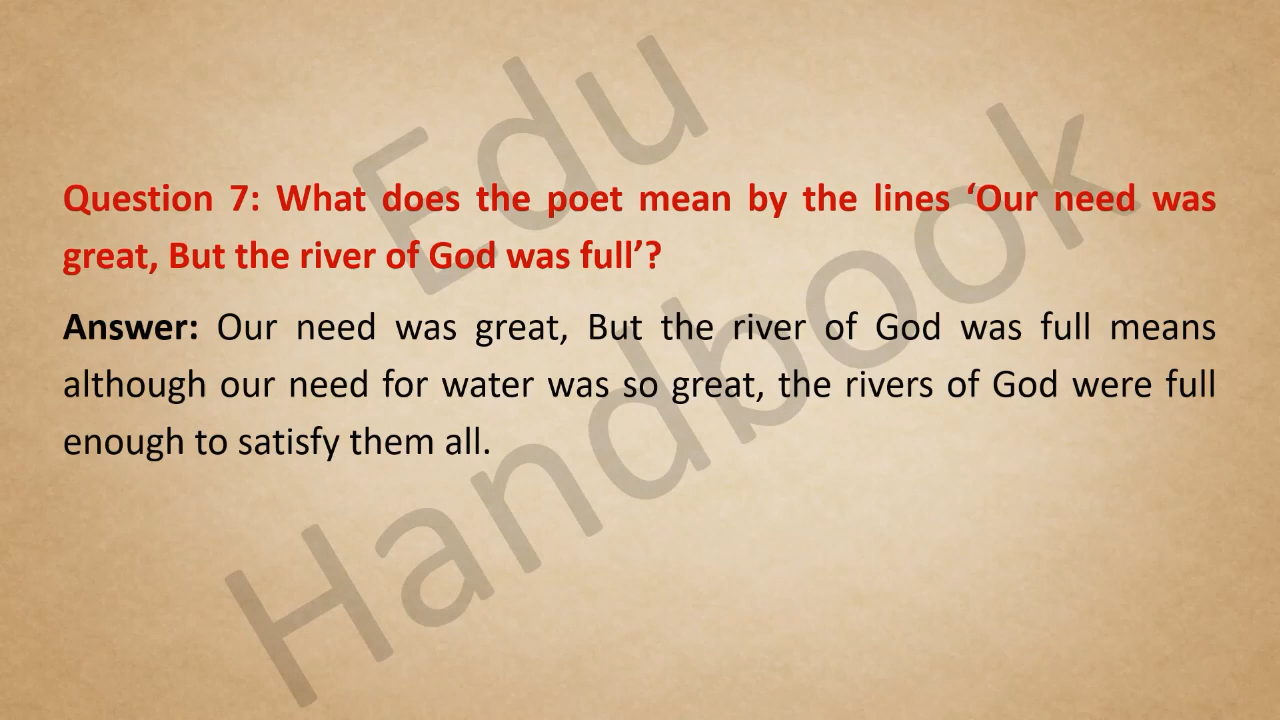 Edu
Handbook
Question 7: What does the poet mean by the lines ‘Our need was
great, But the river of God was full’?
Answer: Our need was great, But the river of God was full means
although our need for water was so great, the rivers of God were full
enough to satisfy them all.